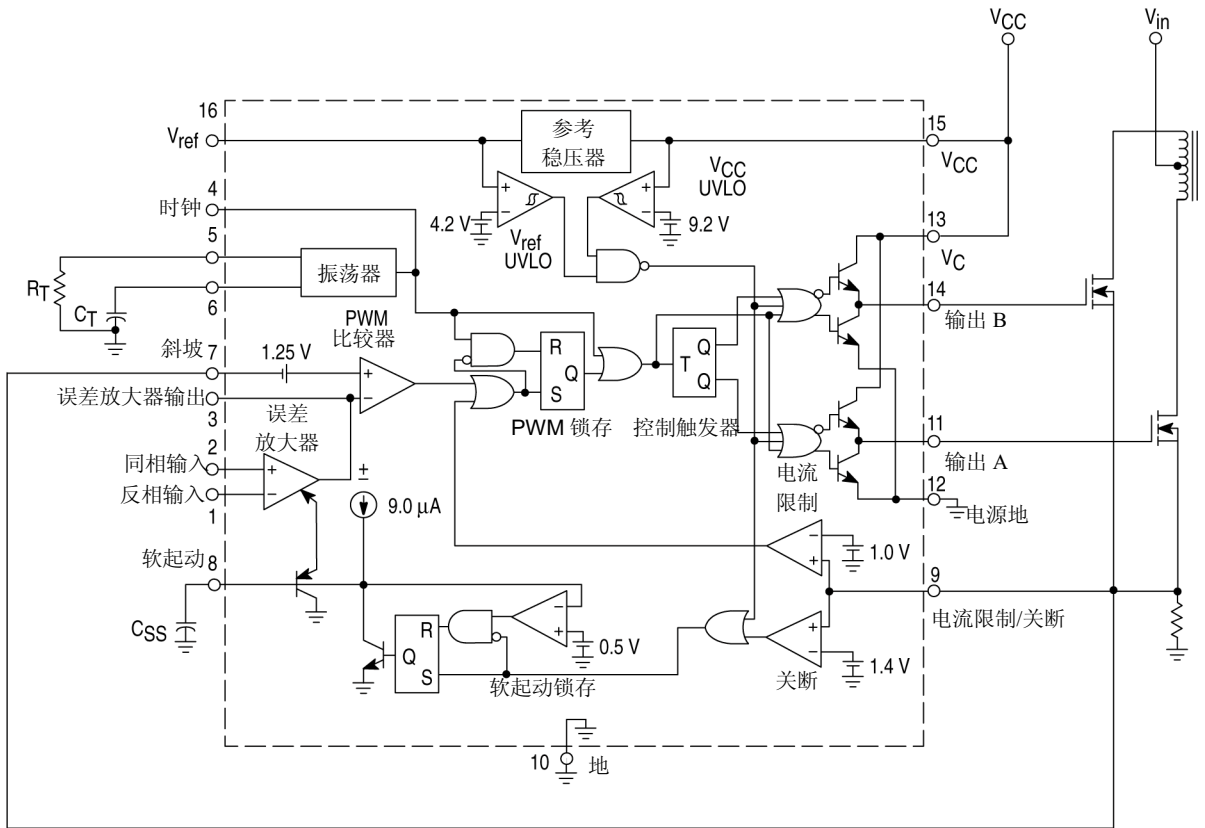 VCC
Vin
16
Vref
参考
稳压器
15
VCC
VCC
UVLO
4
时钟
4.2 V
Vref
UVLO
9.2 V
13
VC
5
振荡器
RT
CT
6
14
输出 B
PWM
比较器
斜坡 7
1.25 V
R
Q
S
T
Q
Q
误差放大器输出
3
误差
放大器
PWM 锁存
控制触发器
11
输出 A
2
同相输入
反相输入
1
±
9.0 µA
电流
限制
12
电源地
软起动
8
1.0 V
9
电流限制/关断
CSS
R
Q
S
0.5 V
软起动锁存
关断
1.4 V
10
地
+
−
+
−
+
−
+
−
−
+
−
+
+
−